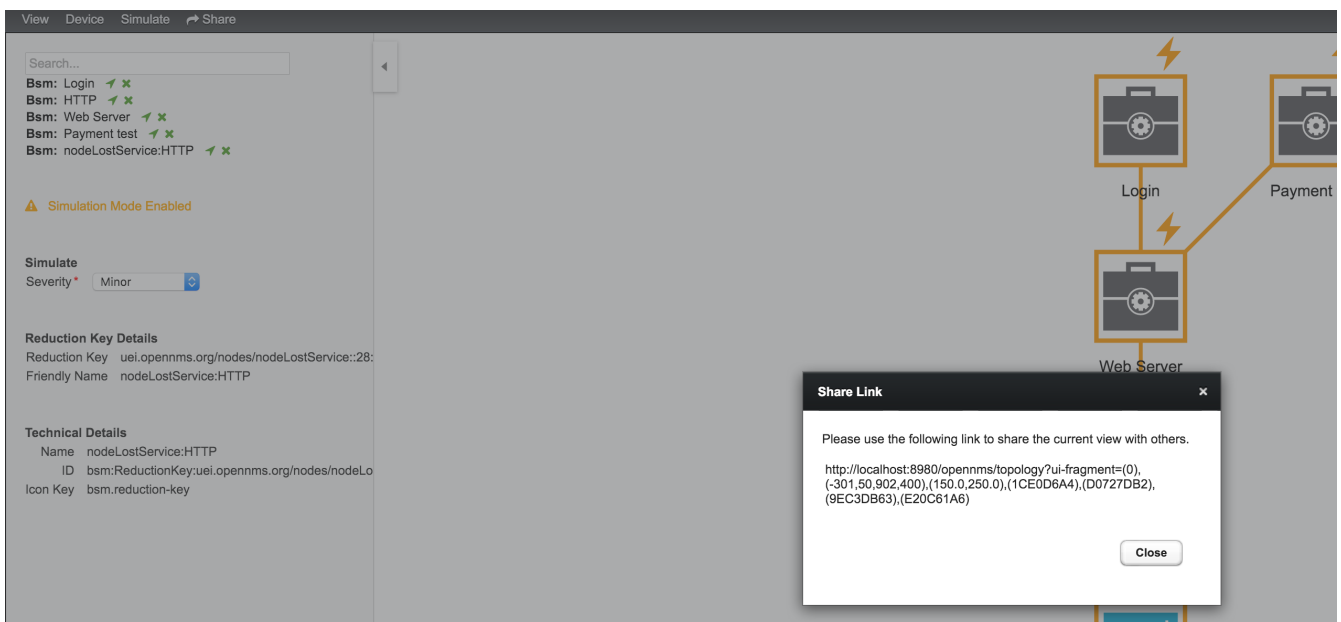 View Device Simulate Share
Search...
Bsm: Login
Bsm: HTTP
Bsm: Web Server
Bsm: Payment test
Bsm: nodeLostService:HTTP
Simulation Mode Enabled
Simulate
Severity* Minor
Reduction Key Details
Reduction Key uei.opennms.org/nodes/nodeLostService::28:
Friendly Name nodeLostService:HTTP
Technical Details
Name nodeLostService:HTTP
ID bsm:ReductionKey:uei.opennms.org/nodes/nodeLo
Icon Key bsm.reduction-key
Login Payment
Web Server
Share Link ×
Please use the following link to share the current view with others.
http://localhost:8980/opennms/topology?ui-fragment=(0),
(-301,50,902,400),(150.0,250.0),(1CE0D6A4),(D0727DB2),
(9EC3DB63),(E20C61A6)
Close